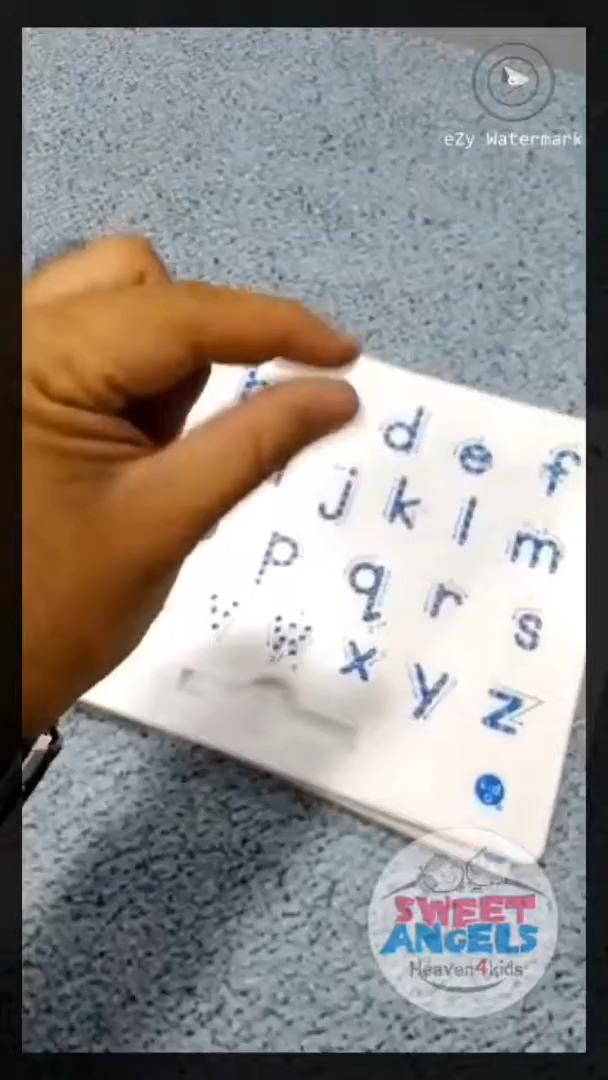 eZy Watermark
d e f
j k l m
p q r s
v w x y z
SWEET
ANGELS
Heaven4kids